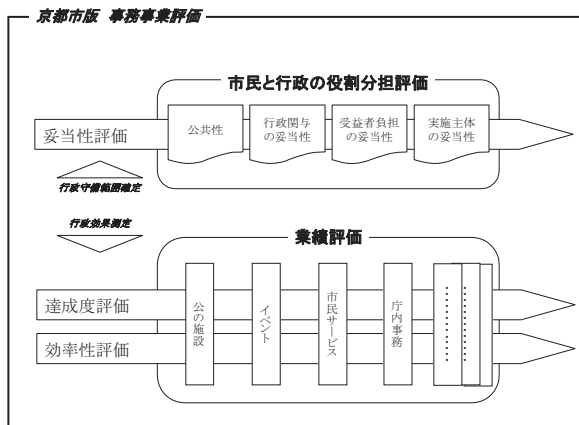 京都市版 事務事業評価
市民と行政の役割分担評価
妥当性評価
公共性
行政関与
の妥当性
受益者負担
の妥当性
実施主体
の妥当性
行政守備範囲確定
行政効果測定
業績評価
達成度評価
効率性評価
公の施設
イベント
市民サービス
庁内事務